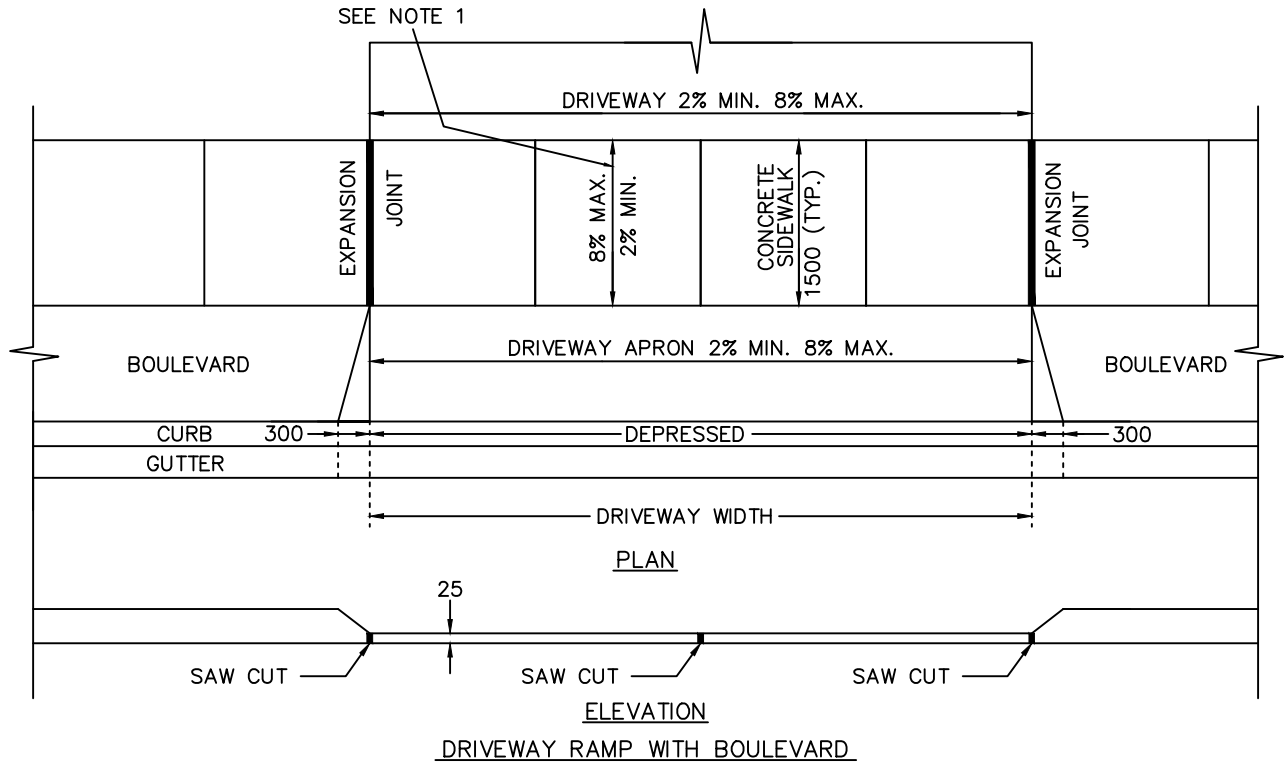 SEE NOTE 1
DRIVEWAY 2% MIN. 8% MAX.
EXPANSION
JOINT
8% MAX.
2% MIN.
CONCRETE
SIDEWALK
1500 (TYP.)
EXPANSION
JOINT
BOULEVARD
DRIVEWAY APRON 2% MIN. 8% MAX.
BOULEVARD
CURB
300
DEPRESSED
300
GUTTER
DRIVEWAY WIDTH
PLAN
25
SAW CUT
SAW CUT
SAW CUT
ELEVATION
DRIVEWAY RAMP WITH BOULEVARD